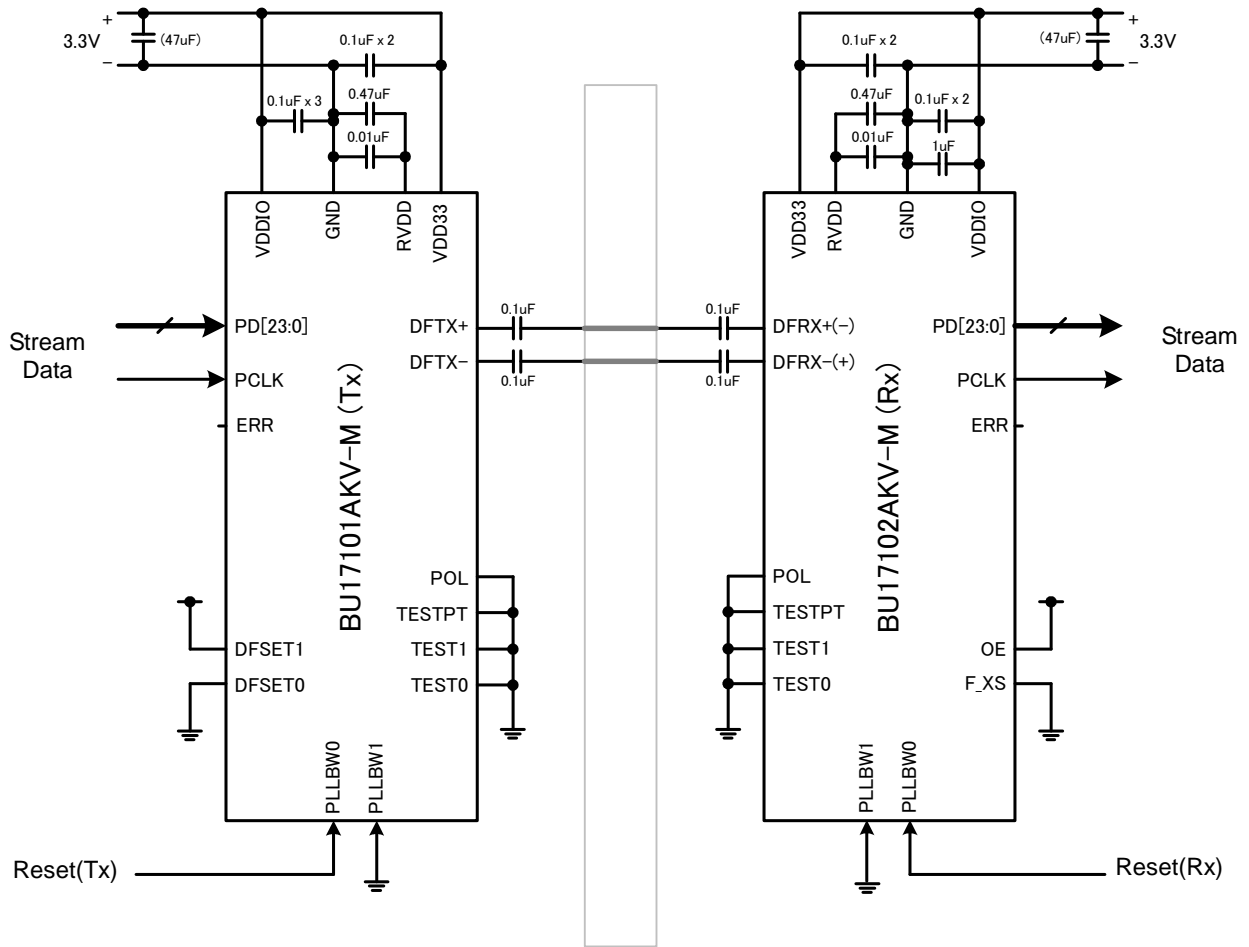 +
3.3V
(47uF)
−
0.1uF x 2
0.1uF x 3
0.47uF
0.01uF
VDDIO
GND
RVDD
VDD33
Stream
Data
PD[23:0]
PCLK
ERR
DFTX+
DFTX−
BU17101AKV−M (Tx)
POL
TESTPT
TEST1
TEST0
DFSET1
DFSET0
PLLBW0
PLLBW1
Reset(Tx)
0.1uF
0.1uF
0.1uF
0.1uF
+
(47uF)
3.3V
−
0.1uF x 2
0.47uF
0.1uF x 2
0.01uF
1uF
VDD33
RVDD
GND
VDDIO
DFRX+(−)
DFRX−(+)
PD[23:0]
PCLK
ERR
Stream
Data
BU17102AKV−M (Rx)
POL
TESTPT
TEST1
TEST0
OE
F_XS
PLLBW1
PLLBW0
Reset(Rx)